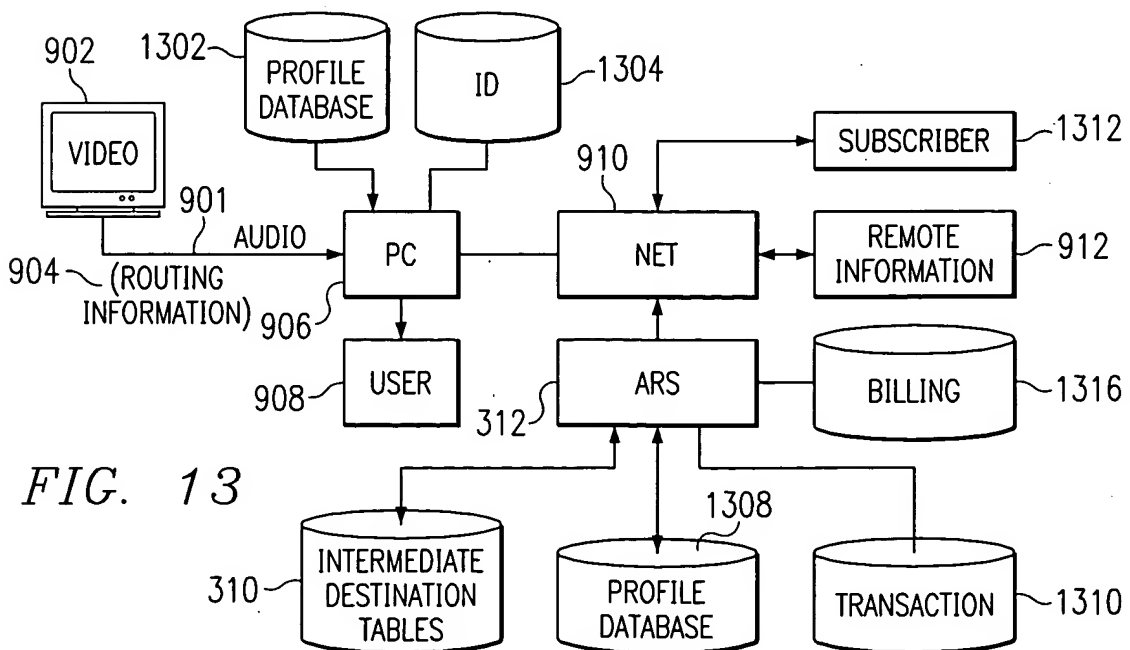 1302
902
PROFILE
DATABASE
ID
1304
VIDEO
SUBSCRIBER
1312
910
901
AUDIO
904
(ROUTING
INFORMATION)
PC
906
NET
REMOTE
INFORMATION
912
USER
908
ARS
312
BILLING
1316
FIG. 13
INTERMEDIATE
DESTINATION
TABLES
310
1308
PROFILE
DATABASE
TRANSACTION
1310